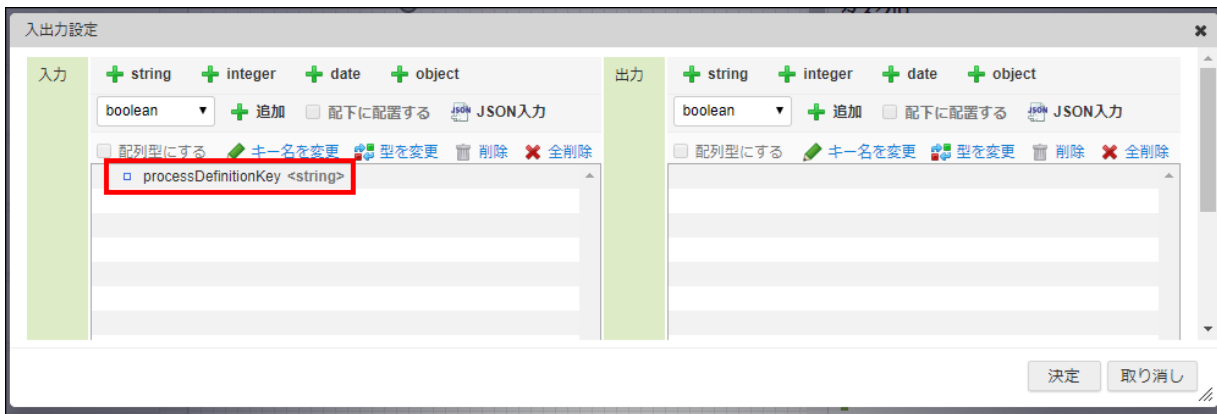 入出力設定
入力
string integer date object
boolean 追加 配下に配置する JSON入力
配列型にする キー名を変更 型を変更 削除 全削除
processDefinitionKey <string>
出力
string integer date object
boolean 追加 配下に配置する JSON入力
配列型にする キー名を変更 型を変更 削除 全削除
決定 取り消し